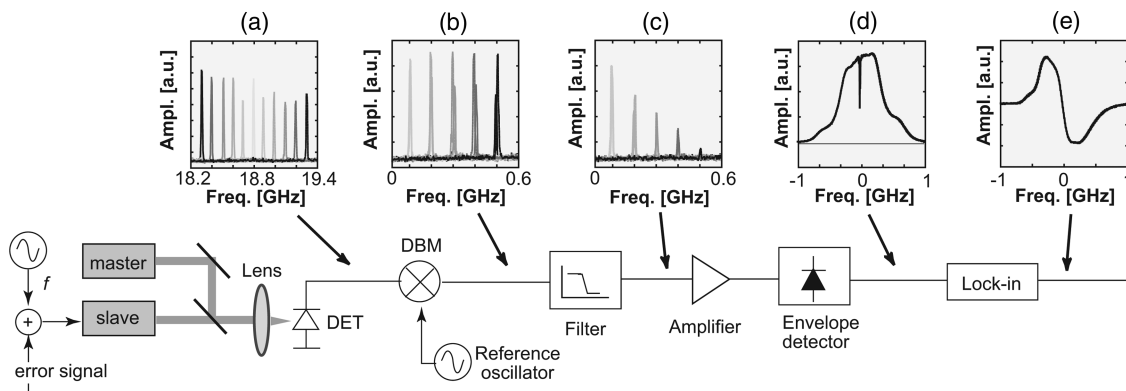 (a) (b) (c) (d) (e)
Ampl. [a.u.] Ampl. [a.u.] Ampl. [a.u.] Ampl. [a.u.] Ampl. [a.u.]
18.2 18.8 19.4 0 0.6 0 0.6 -1 0 1 -1 0 1
Freq. [GHz] Freq. [GHz] Freq. [GHz] Freq. [GHz] Freq. [GHz]
f
master
slave
+
error signal
Lens
DET
DBM
Reference
oscillator
Filter
Amplifier
Envelope
detector
Lock-in